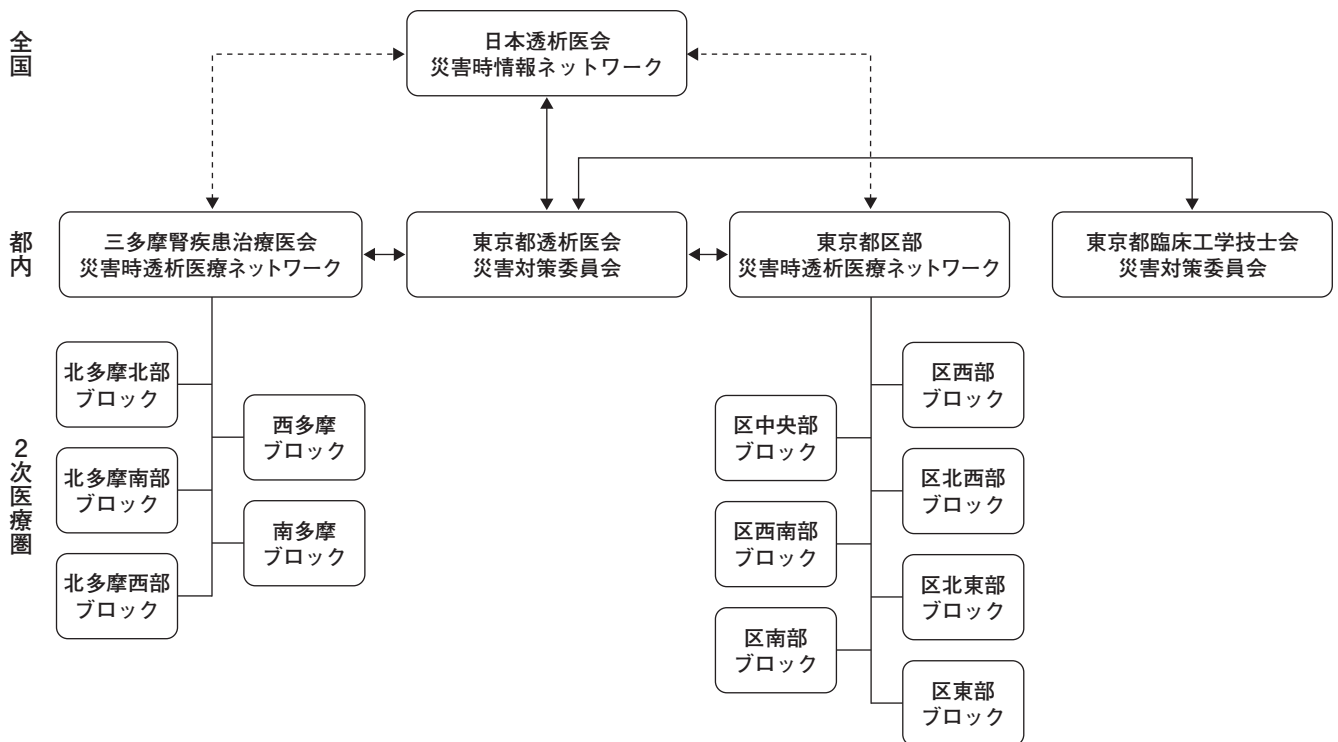 全国
日本透析医会
災害時情報ネットワーク
都内
三多摩腎疾患治療医会
災害時透析医療ネットワーク
東京都透析医会
災害対策委員会
東京都区部
災害時透析医療ネットワーク
東京都臨床工学技士会
災害対策委員会
2次医療圏
北多摩北部
ブロック
西多摩
ブロック
北多摩南部
ブロック
南多摩
ブロック
北多摩西部
ブロック
区西部
ブロック
区中央部
ブロック
区北西部
ブロック
区西南部
ブロック
区北東部
ブロック
区南部
ブロック
区東部
ブロック